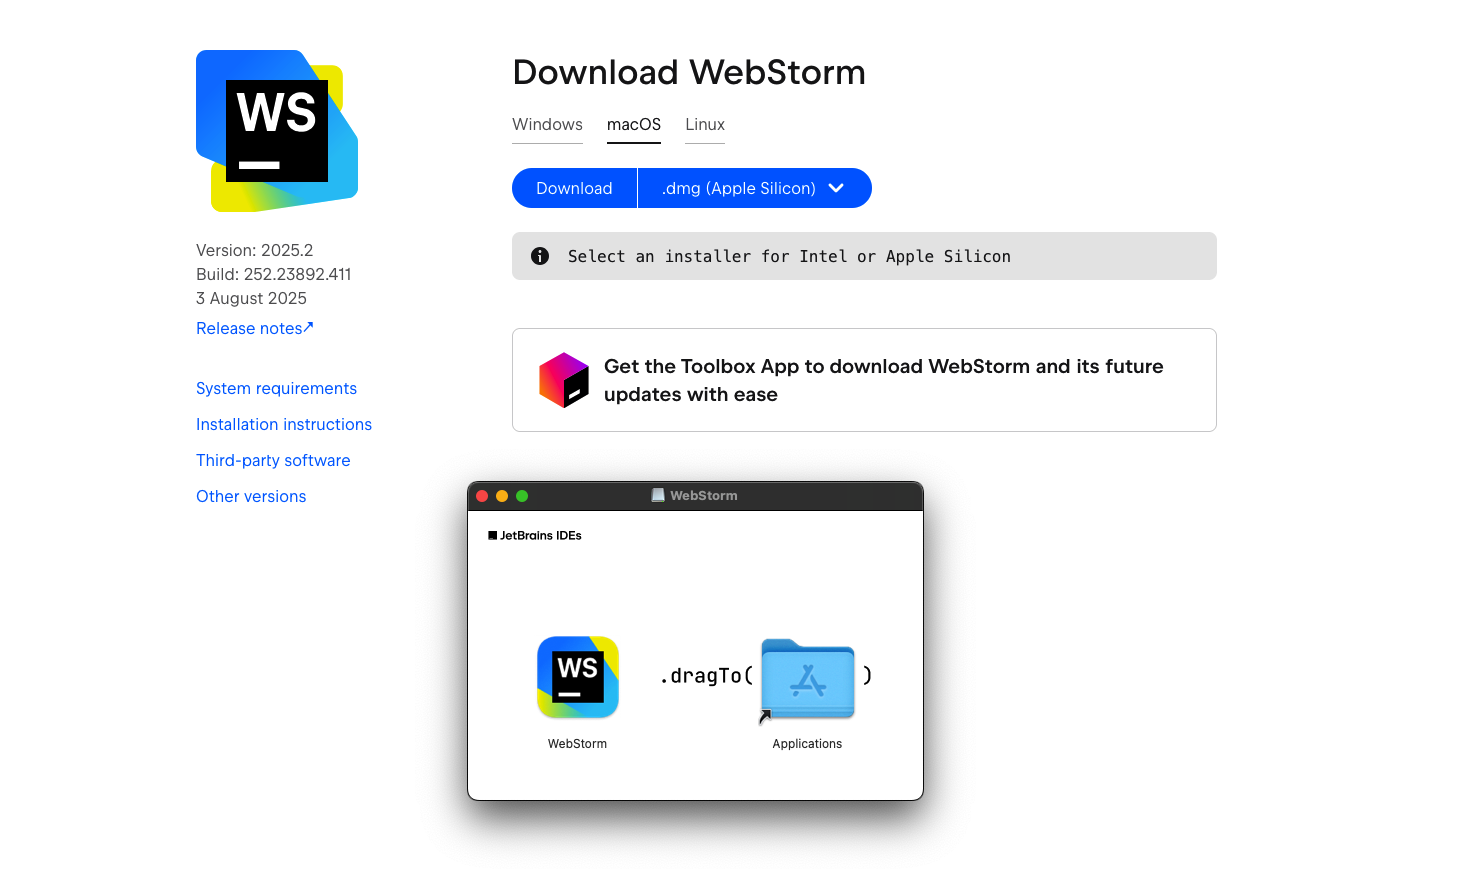 WS
Version: 2025.2
Build: 252.23892.411
3 August 2025
Release notes↗
System requirements
Installation instructions
Third-party software
Other versions
Download WebStorm
Windows macOS Linux
Download .dmg (Apple Silicon)
Select an installer for Intel or Apple Silicon
Get the Toolbox App to download WebStorm and its future
updates with ease
WebStorm
JetBrains IDEs
WS
.dragTo( )
WebStorm Applications